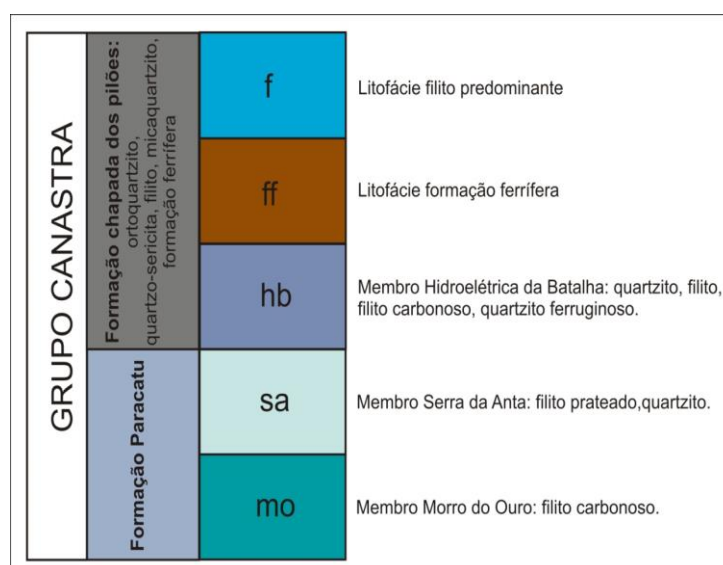 GRUPO CANASTRA
Formação chapada dos pilões:
ortoquartzito,
quartzo-sericita, filito, micaquartzito,
formação ferrífera
Formação Paracatu
f
Litofácie filito predominante
ff
Litofácie formação ferrífera
hb
Membro Hidroelétrica da Batalha: quartzito, filito,
filito carbonoso, quartzito ferruginoso.
sa
Membro Serra da Anta: filito prateado,quartzito.
mo
Membro Morro do Ouro: filito carbonoso.